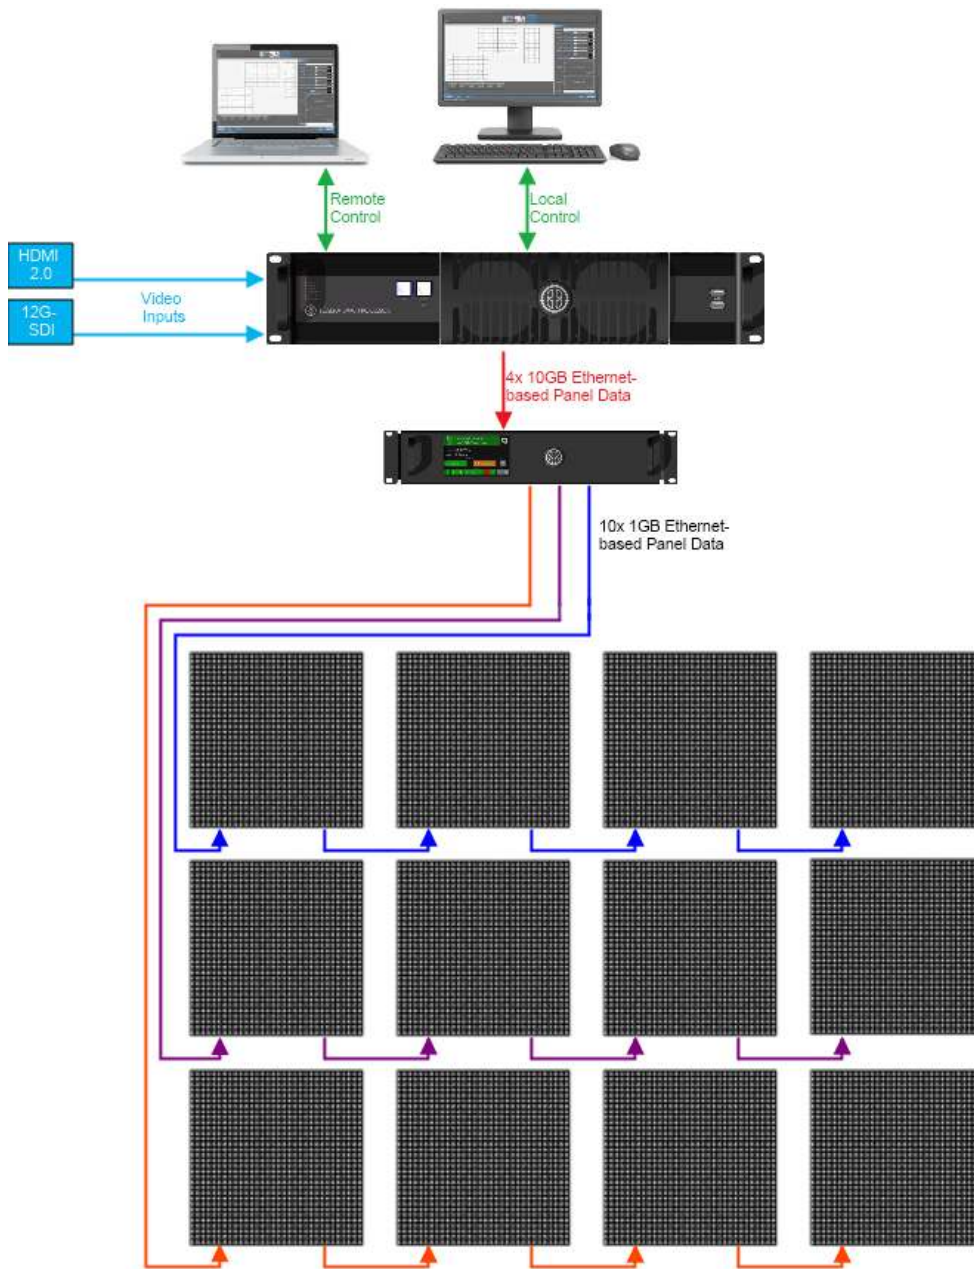 Remote
Control
Local
Control
HDMI
2.0
Video
Inputs
12G-
SDI
4x 10GB Ethernet-
based Panel Data
10x 1GB Ethernet-
based Panel Data